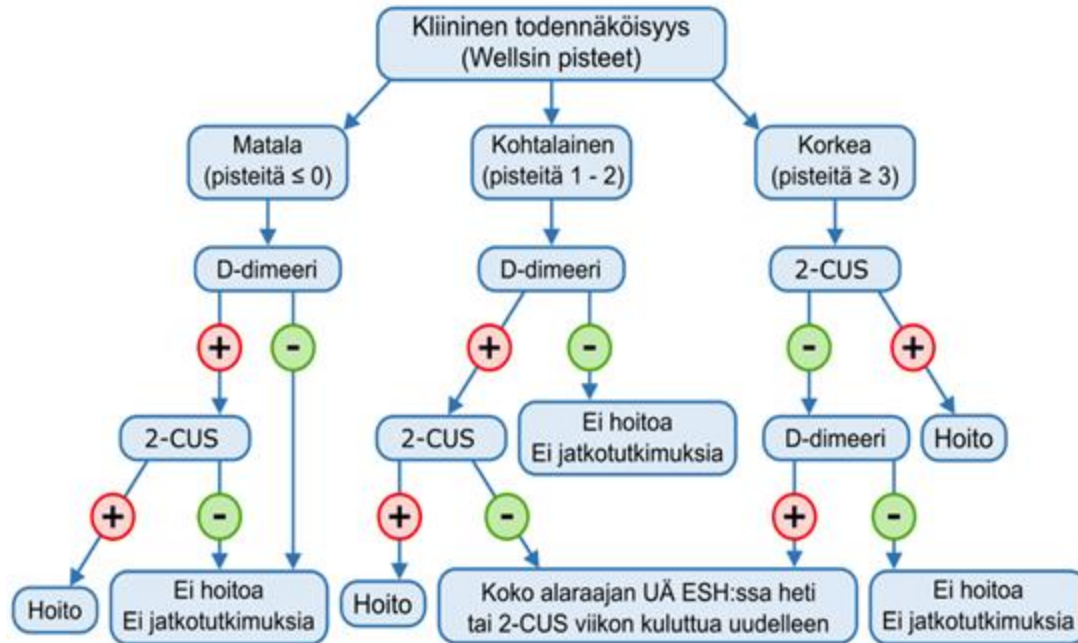 Kliininen todennäköisyys
(Wellsin pisteet)
Matala
(pisteitä ≤ 0)
Kohtalainen
(pisteitä 1 - 2)
Korkea
(pisteitä ≥ 3)
D-dimeeri
D-dimeeri
2-CUS
+
-
+
-
-
+
2-CUS
2-CUS
Ei hoitoa
Ei jatkotutkimuksia
D-dimeeri
Hoito
+
-
+
-
+
-
Hoito
Ei hoitoa
Ei jatkotutkimuksia
Hoito
Koko alaraajan UÄ ESH:ssa heti
tai 2-CUS viikon kuluttua uudelleen
Ei hoitoa
Ei jatkotutkimuksia